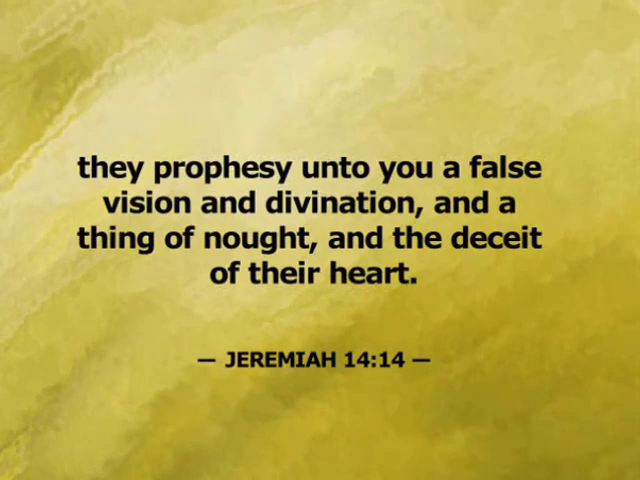 they prophesy unto you a false
vision and divination, and a
thing of nought, and the deceit
of their heart.
— JEREMIAH 14:14 —